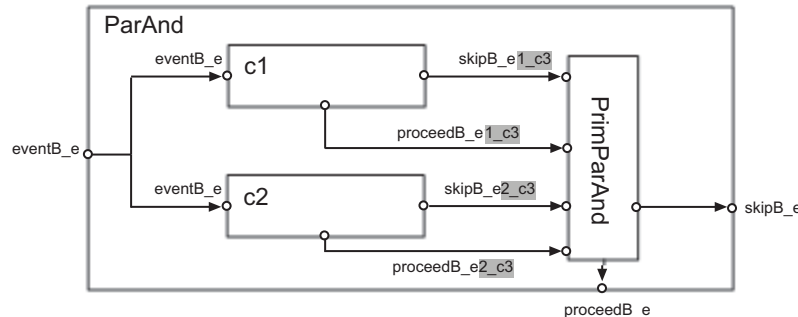 ParAnd
eventB_e
c1
skipB_e1_c3
proceedB_e1_c3
eventB_e
eventB_e
c2
skipB_e2_c3
proceedB_e2_c3
PrimParAnd
skipB_e
proceedB_e